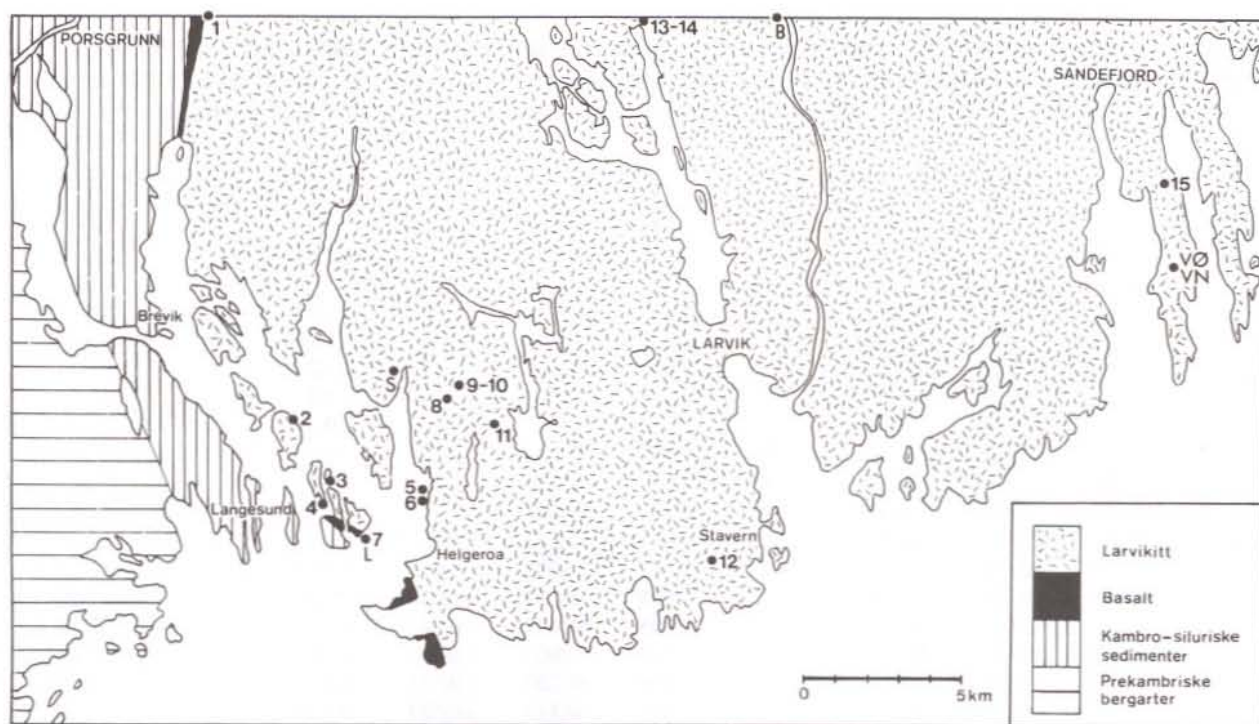 PORSGRUNN
1
13-14
B
SANDEFJORD
15
VØ
VN
Brevik
LARVIK
S
9-10
8
2
11
3
5
4
6
Langesund
7
L
Helgeroa
Stavern
12
0 5 km
Larvikitt
Basalt
Kambro-siluriske
sedimenter
Prekambriske
bergarter